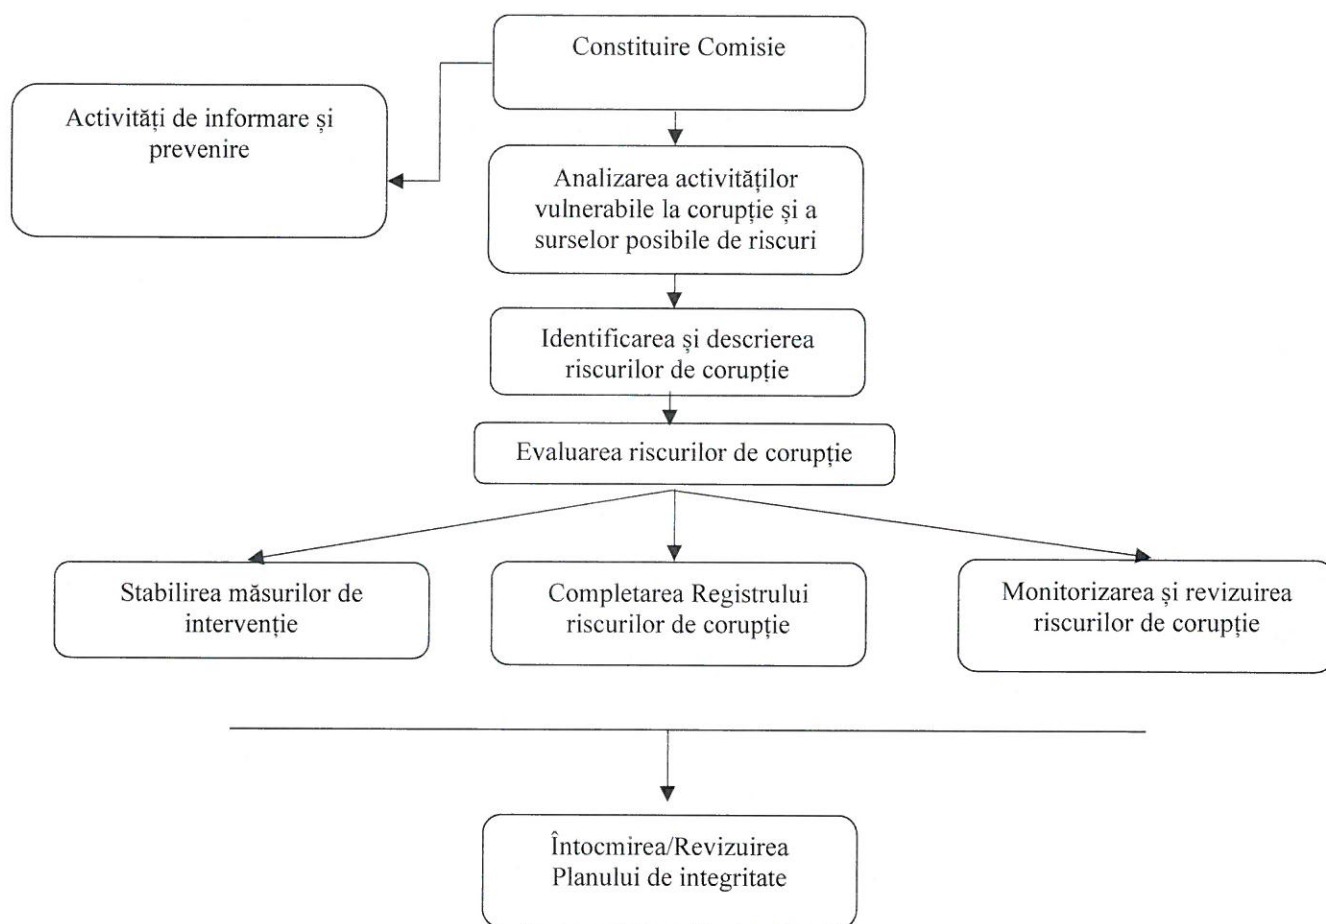 Constituire Comisie
Activități de informare și
prevenire
Analizarea activităților
vulnerabile la corupție și a
surselor posibile de riscuri
Identificarea și descrierea
riscurilor de corupție
Evaluarea riscurilor de corupție
Stabilirea măsurilor de
intervenție
Completarea Registrului
riscurilor de corupție
Monitorizarea și revizuirea
riscurilor de corupție
Întocmirea/Revizuirea
Planului de integritate